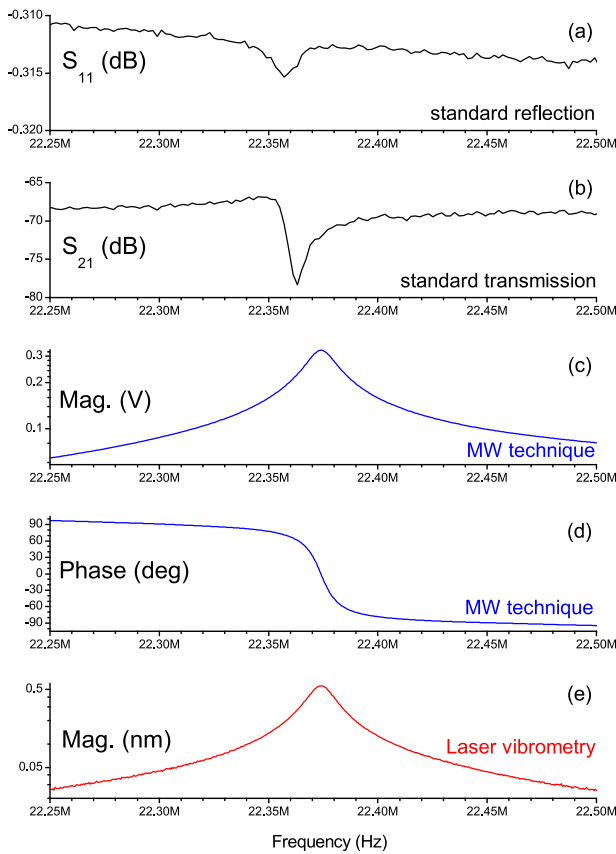 -0.310
(a)
S11 (dB)
-0.315
standard reflection
-0.320
22.25M 22.30M 22.35M 22.40M 22.45M 22.50M
-65
(b)
-70
S21 (dB)
-75
standard transmission
-80
22.25M 22.30M 22.35M 22.40M 22.45M 22.50M
0.3
(c)
0.2
Mag. (V)
0.1
MW technique
22.25M 22.30M 22.35M 22.40M 22.45M 22.50M
90
(d)
60
30
Phase (deg)
0
-30
MW technique
-60
-90
22.25M 22.30M 22.35M 22.40M 22.45M 22.50M
0.5
(e)
Mag. (nm)
Laser vibrometry
0.05
22.25M 22.30M 22.35M 22.40M 22.45M 22.50M
Frequency (Hz)